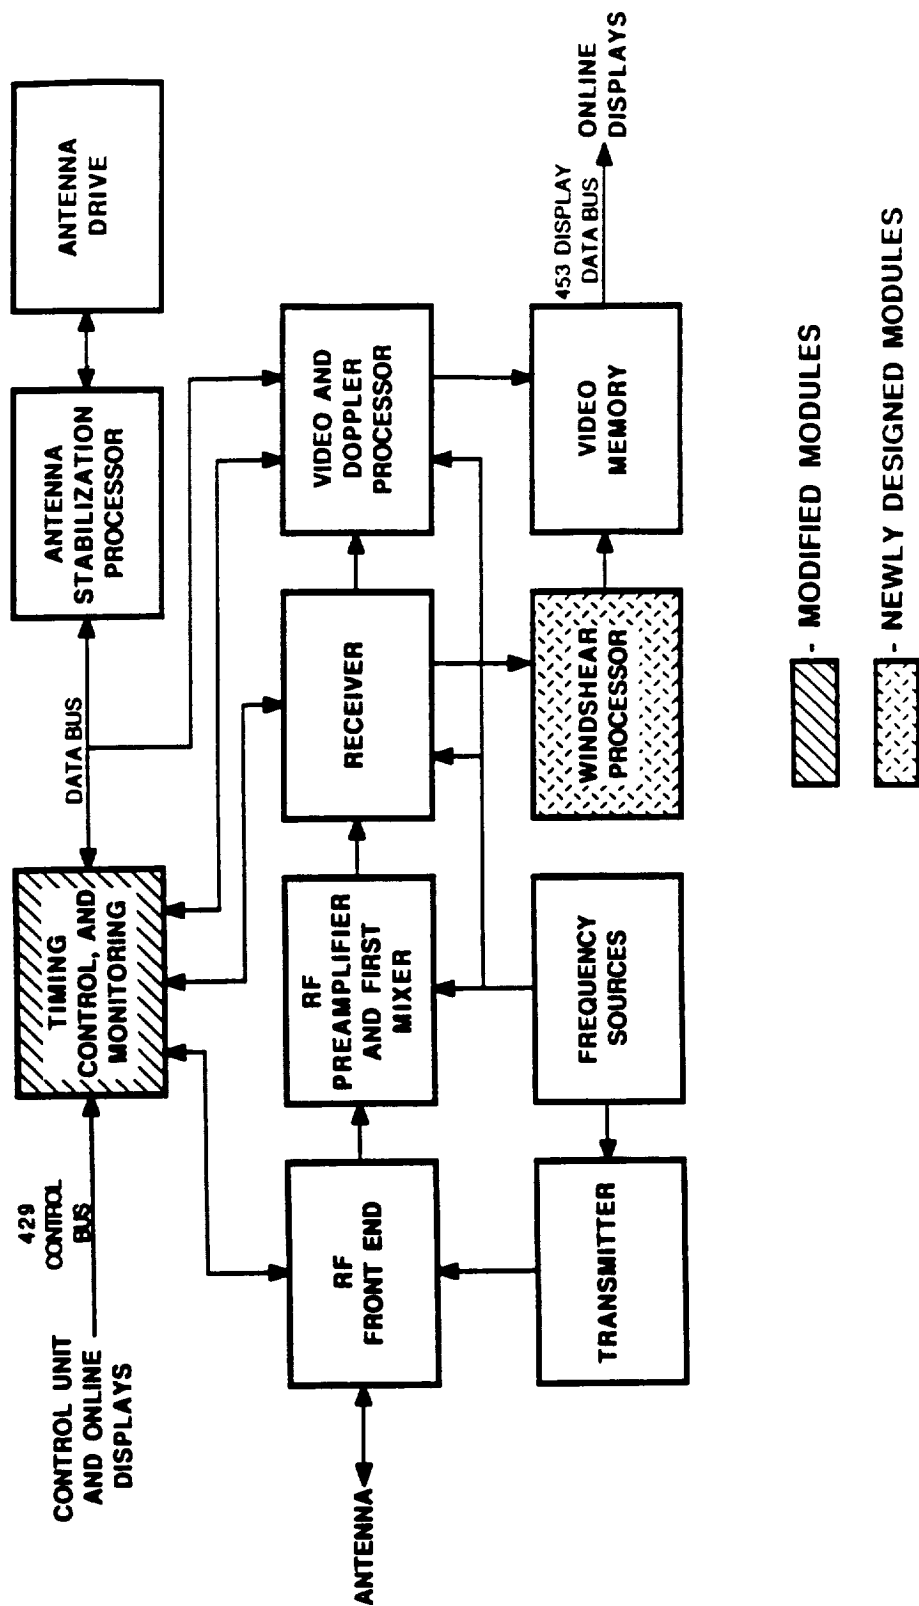 CONTROL UNIT
AND ONLINE
DISPLAYS
429
CONTROL
BUS
TIMING
CONTROL, AND
MONITORING
DATA BUS
ANTENNA
STABILIZATION
PROCESSOR
ANTENNA
DRIVE
ANTENNA
RF
FRONT END
RF
PREAMPLIFIER
AND FIRST
MIXER
RECEIVER
VIDEO AND
DOPPLER
PROCESSOR
TRANSMITTER
FREQUENCY
SOURCES
WINDSHEAR
PROCESSOR
VIDEO
MEMORY
453 DISPLAY
DATA BUS
ONLINE
DISPLAYS
- MODIFIED MODULES
- NEWLY DESIGNED MODULES